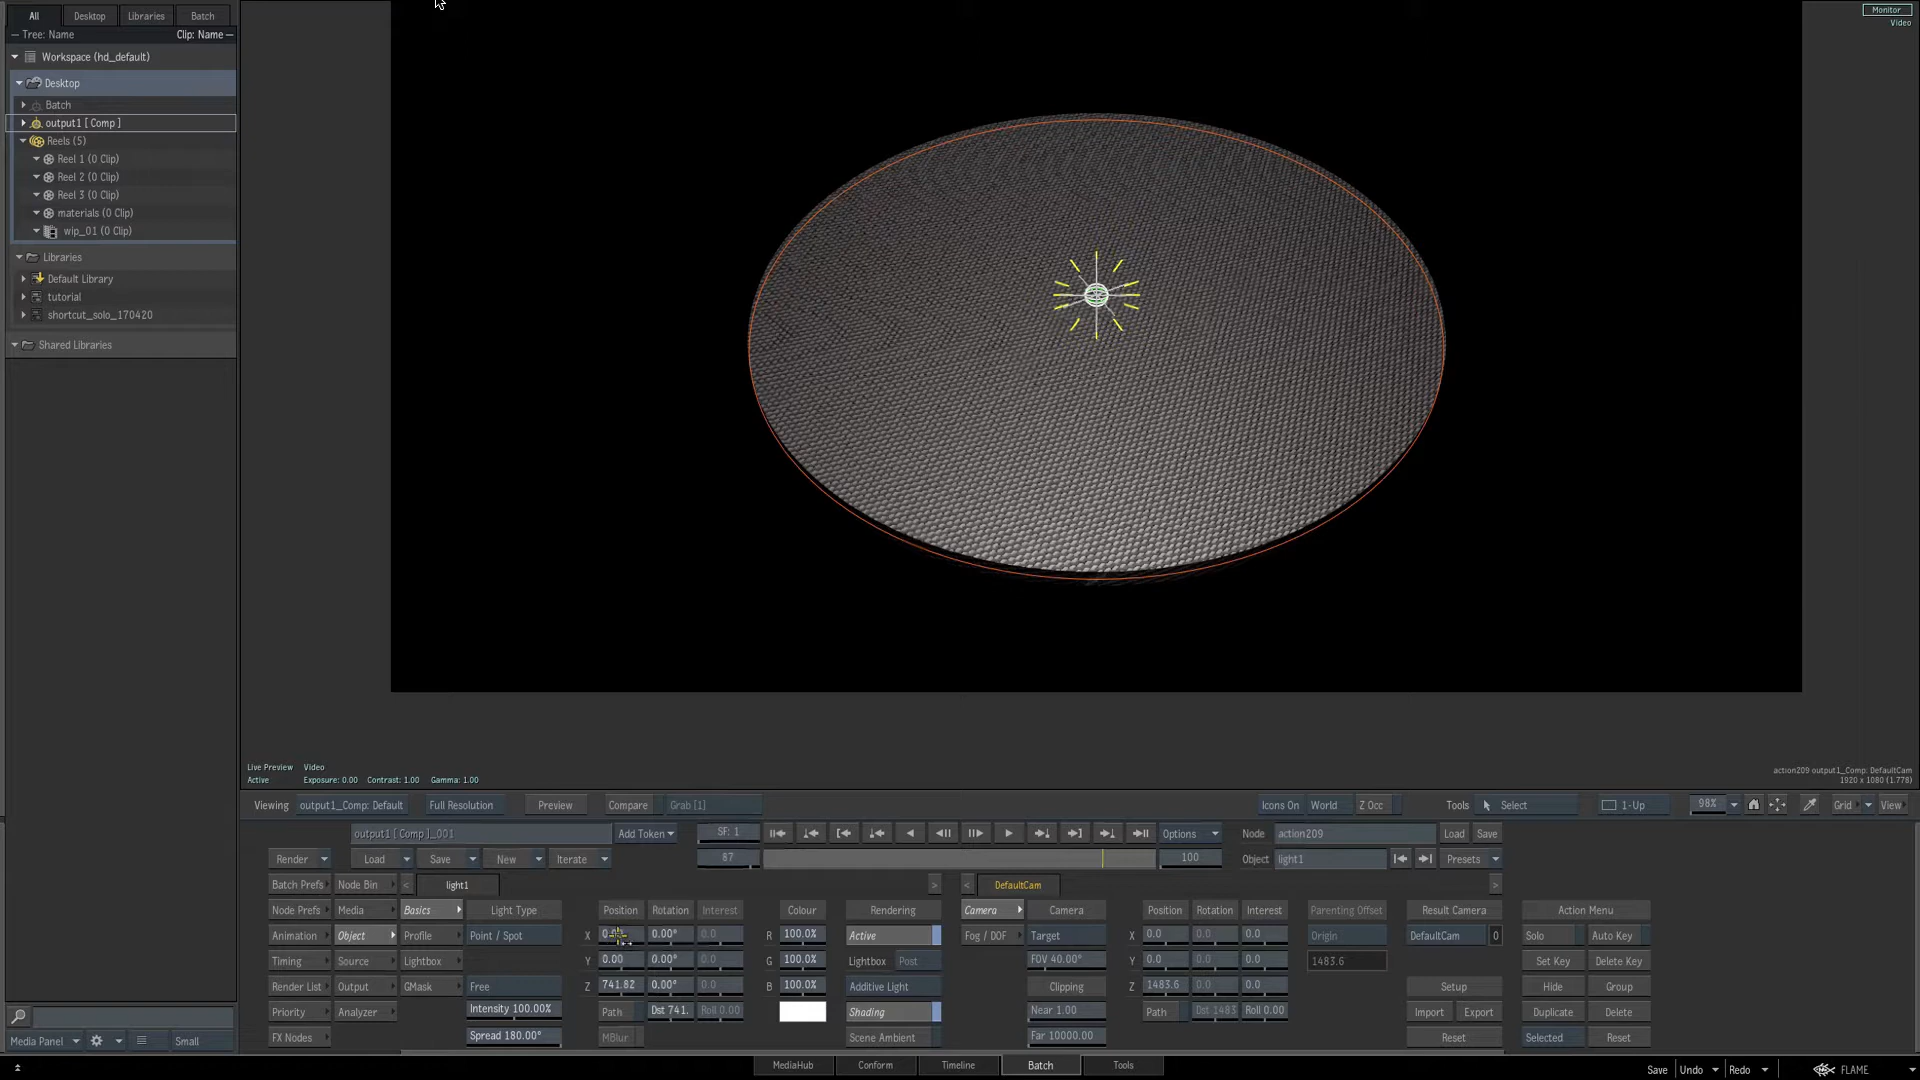 All Desktop Libraries Batch
Tree: Name Clip: Name
Workspace (hd_default)
Desktop
Batch
output1 [ Comp ]
Reels (5)
Reel 1 (0 Clip)
Reel 2 (0 Clip)
Reel 3 (0 Clip)
materials (0 Clip)
wip_01 (0 Clip)
Libraries
Default Library
tutorial
shortcut_solo_170420
Shared Libraries
Monitor
Video
Live Preview Video
Active Exposure: 0.00 Contrast: 1.00 Gamma: 1.00
action209 output1_Comp: DefaultCam
1920 x 1080 (1.778)
Viewing output1_Comp: Default Full Resolution Preview Compare Grab [1] Icons On World Z Occ Tools Select 1-Up 98% Grid View
output1 [ Comp ]_001 Add Token SF: 1 Options Node action209 Load Save
Render Load Save New Iterate 87 100 Object light1 Presets
Batch Prefs Node Bin < light1 > < DefaultCam >
Node Prefs Media Basics Light Type Position Rotation Interest Colour Rendering Camera Camera Position Rotation Interest Parenting Offset Result Camera Action Menu
Animation Object Profile Point / Spot X 0.00° 0.0 R 100.0% Active Fog / DOF Target X 0.0 0.0 0.0 Origin DefaultCam 0 Solo Auto Key
Timing Source Lightbox Y 0.00 0.00° 0.0 G 100.0% Lightbox Post FOV 40.00° Y 0.0 0.0 0.0 1483.6 Set Key Delete Key
Render List Output GMask Free Z 741.82 0.00° 0.0 B 100.0% Additive Light Clipping Z 1483.6 0.0 0.0 Setup Hide Group
Priority Analyzer Intensity 100.00% Path Dst 741. Roll 0.00 Shading Near 1.00 Path Dst 1483 Roll 0.00 Import Export Duplicate Delete
FX Nodes Spread 180.00° MBlur Scene Ambient Far 10000.00 Reset Selected Reset
Media Panel Small
MediaHub Conform Timeline Batch Tools
Save Undo Redo FLAME